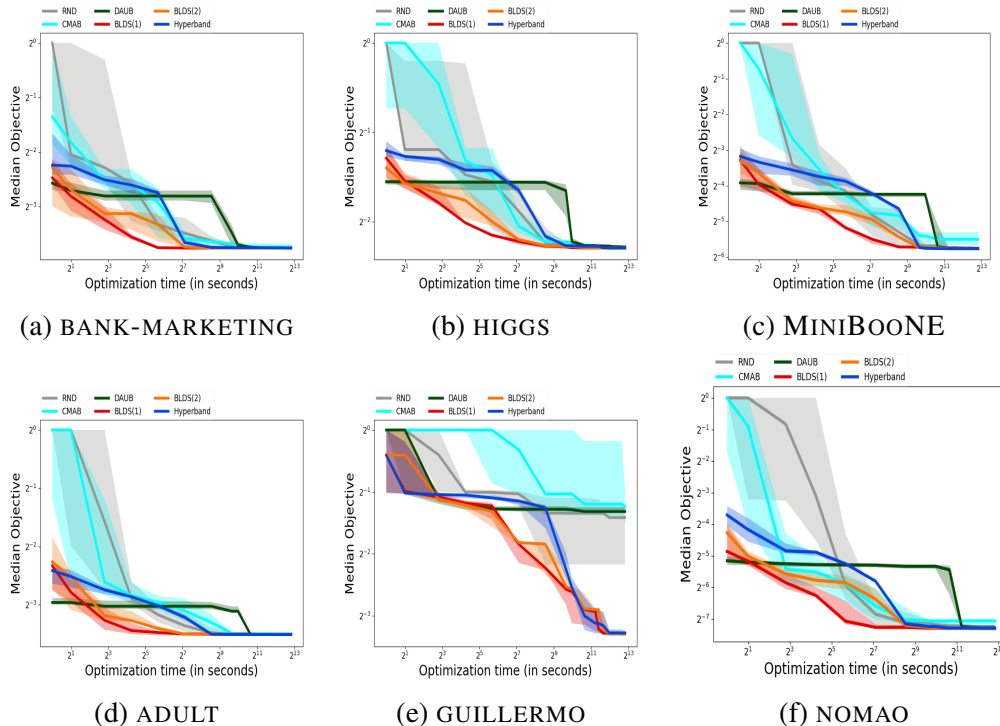 RND DAUB BLDS(2)
CMAB BLDS(1) Hyperband
Median Objective
2^0
2^-1
2^-2
2^-3
2^1 2^3 2^5 2^7 2^9 2^11 2^13
Optimization time (in seconds)
(a) BANK-MARKETING
RND DAUB BLDS(2)
CMAB BLDS(1) Hyperband
Median Objective
2^0
2^-1
2^-2
2^1 2^3 2^5 2^7 2^9 2^11 2^13
Optimization time (in seconds)
(b) HIGGS
RND DAUB BLDS(2)
CMAB BLDS(1) Hyperband
Median Objective
2^0
2^-1
2^-2
2^-3
2^-4
2^-5
2^-6
2^1 2^3 2^5 2^7 2^9 2^11 2^13
Optimization time (in seconds)
(c) MINIBOONE
RND DAUB BLDS(2)
CMAB BLDS(1) Hyperband
Median Objective
2^0
2^-1
2^-2
2^-3
2^1 2^3 2^5 2^7 2^9 2^11 2^13
Optimization time (in seconds)
(d) ADULT
RND DAUB BLDS(2)
CMAB BLDS(1) Hyperband
Median Objective
2^0
2^-1
2^-2
2^-3
2^1 2^3 2^5 2^7 2^9 2^11 2^13
Optimization time (in seconds)
(e) GUILLERMO
RND DAUB BLDS(2)
CMAB BLDS(1) Hyperband
Median Objective
2^0
2^-1
2^-2
2^-3
2^-4
2^-5
2^-6
2^-7
2^1 2^3 2^5 2^7 2^9 2^11 2^13
Optimization time (in seconds)
(f) NOMAO